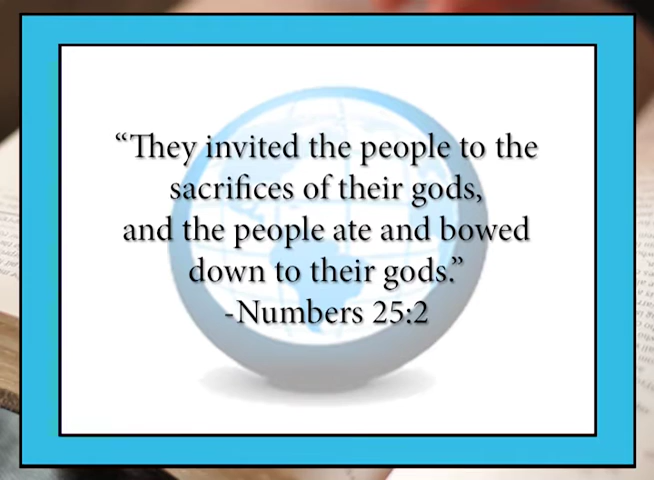 “They invited the people to the
sacrifices of their gods,
and the people ate and bowed
down to their gods.”
-Numbers 25:2